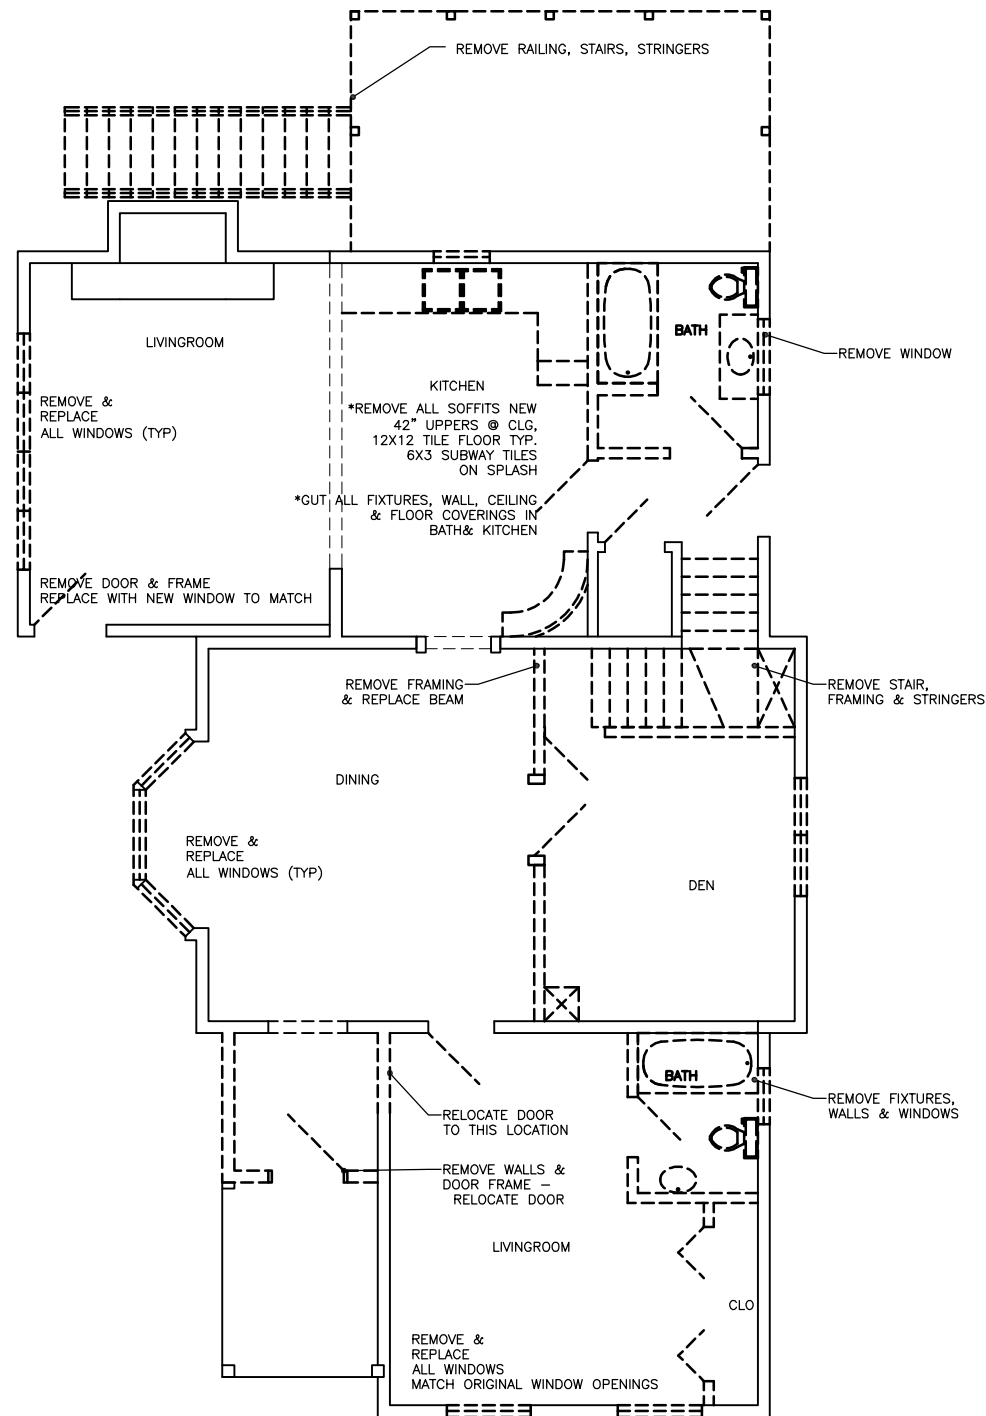 REMOVE RAILING, STAIRS, STRINGERS
LIVINGROOM
BATH
REMOVE WINDOW
KITCHEN
REMOVE &
REPLACE
ALL WINDOWS (TYP)
*REMOVE ALL SOFFITS NEW
42" UPPERS @ CLG,
12X12 TILE FLOOR TYP.
6X3 SUBWAY TILES
ON SPLASH
*GUT ALL FIXTURES, WALL, CEILING
& FLOOR COVERINGS IN
BATH& KITCHEN
REMOVE DOOR & FRAME
REPLACE WITH NEW WINDOW TO MATCH
REMOVE FRAMING
& REPLACE BEAM
REMOVE STAIR,
FRAMING & STRINGERS
DINING
REMOVE &
REPLACE
ALL WINDOWS (TYP)
DEN
BATH
REMOVE FIXTURES,
WALLS & WINDOWS
RELOCATE DOOR
TO THIS LOCATION
REMOVE WALLS &
DOOR FRAME –
RELOCATE DOOR
LIVINGROOM
CLO
REMOVE &
REPLACE
ALL WINDOWS
MATCH ORIGINAL WINDOW OPENINGS